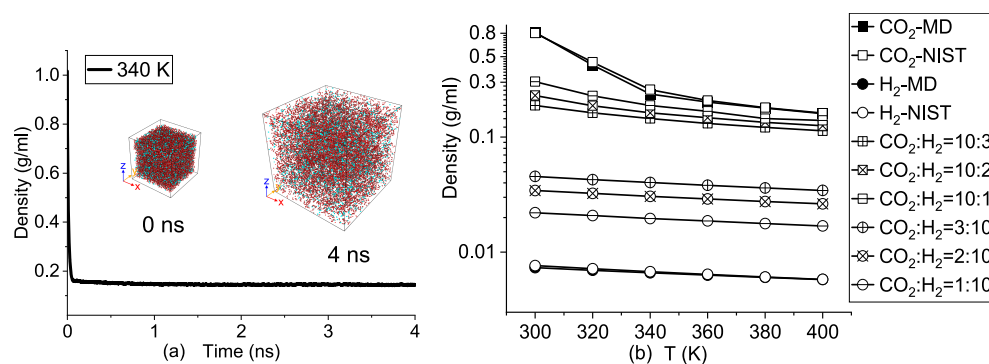 340 K
1.0
0.8
0.6
0.4
0.2
Density (g/ml)
z
Y
x
0 ns
z
Y
x
4 ns
0 1 2 3 4
(a) Time (ns)
0.8
0.3
0.1
0.01
Density (g/ml)
300 320 340 360 380 400
(b) T (K)
CO₂-MD
CO₂-NIST
H₂-MD
H₂-NIST
CO₂:H₂=10:3
CO₂:H₂=10:2
CO₂:H₂=10:1
CO₂:H₂=3:10
CO₂:H₂=2:10
CO₂:H₂=1:10